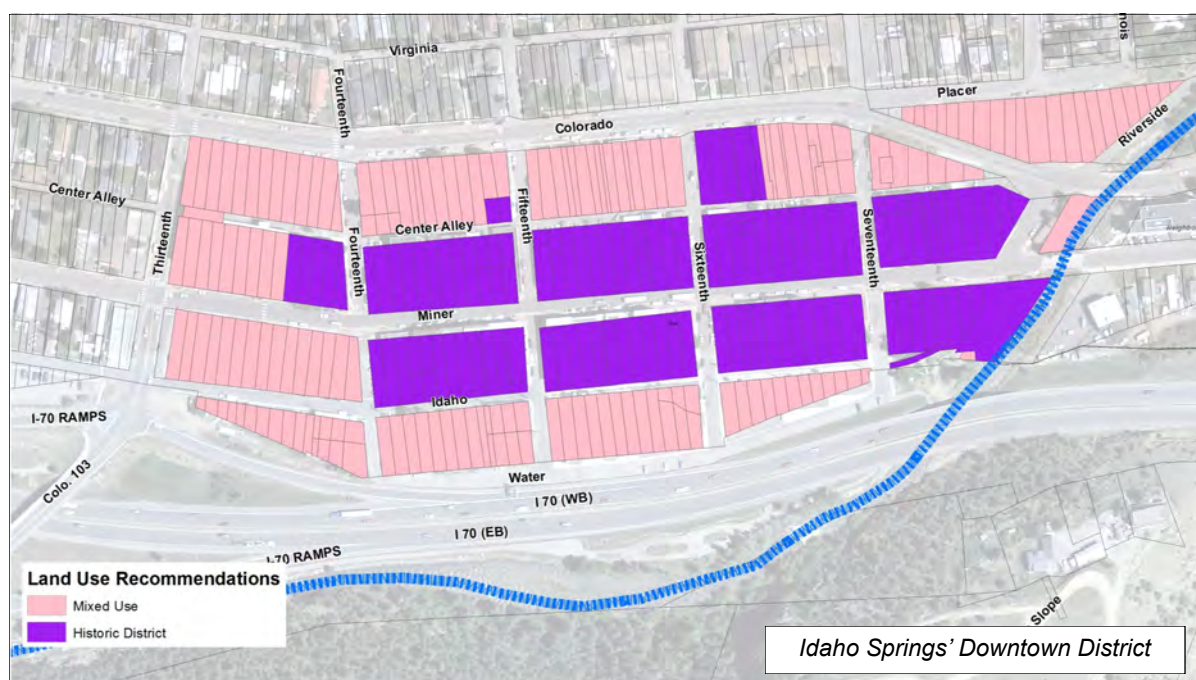 Virginia
Fourteenth
Placer
Colorado
Riverside
Center Alley
Thirteenth
Fourteenth
Center Alley
Fifteenth
Sixteenth
Seventeenth
Miner
Idaho
I-70 RAMPS
Colo. 103
Water
I 70 (WB)
I 70 (EB)
I-70 RAMPS
Slope
Land Use Recommendations
Mixed Use
Historic District
Idaho Springs' Downtown District